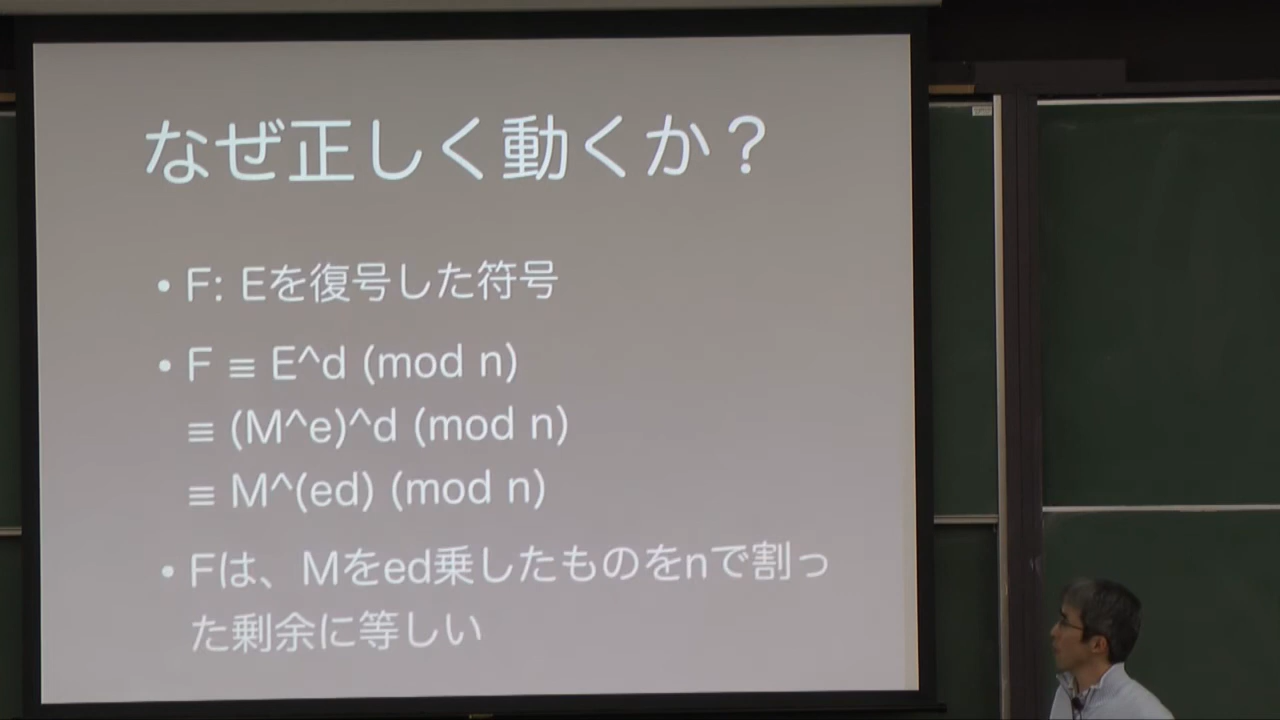 なぜ正しく動くか？
• F: Eを復号した符号
• F ≡ E^d (mod n)
≡ (M^e)^d (mod n)
≡ M^(ed) (mod n)
• Fは、Mをed乗したものをnで割っ
た剰余に等しい